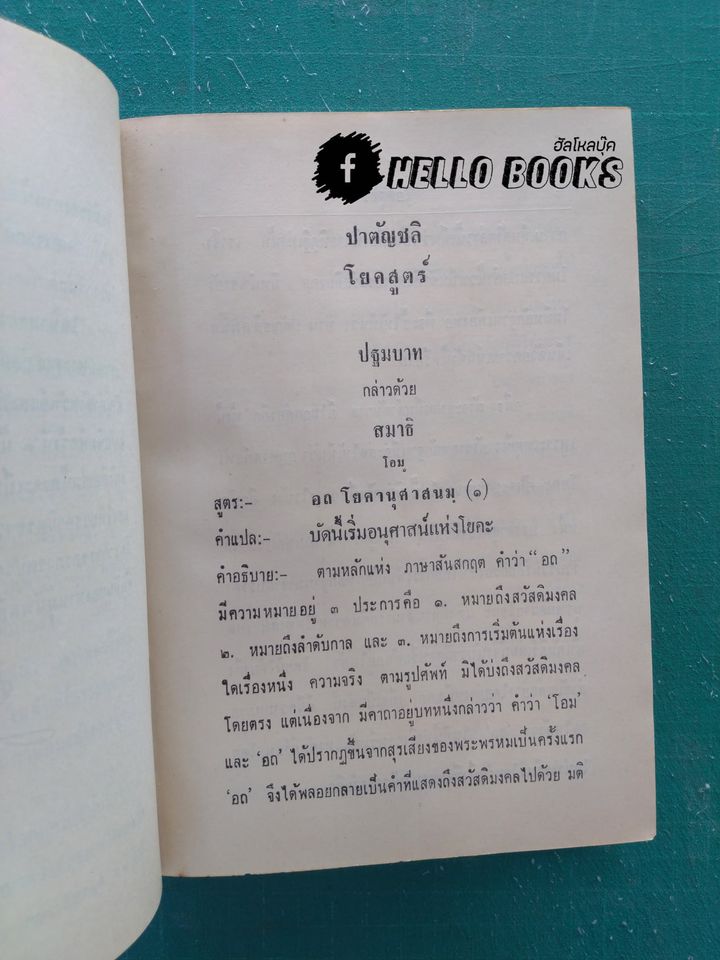 ฮัลโหลบุ๊ค
f HELLO BOOKS
ปาตัญชลิ
โยคสูตร์
ปฐมบาท
กล่าวด้วย
สมาธิ
โอมฺ
สูตร:- อถ โยคานุศาสนมฺ (๑)
คำแปล:- บัดนี้เริ่มอนุศาสน์แห่งโยคะ
คำอธิบาย:- ตามหลักแห่ง ภาษาสันสกฤต คำว่า "อถ"
มีความหมายอยู่ ๓ ประการคือ ๑. หมายถึงสวัสดิมงคล
๒. หมายถึงลำดับกาล และ ๓. หมายถึงการเริ่มต้นแห่งเรื่อง
ใดเรื่องหนึ่ง ความจริง ตามรูปศัพท์ มิได้บ่งถึงสวัสดิมงคล
โดยตรง แต่เนื่องจาก มีคาถาอยู่บทหนึ่งกล่าวว่า คำว่า 'โอม'
และ 'อถ' ได้ปรากฏขึ้นจากสุรเสียงของพระพรหมเป็นครั้งแรก
'อถ' จึงได้พลอยกลายเป็นคำที่แสดงถึงสวัสดิมงคลไปด้วย มติ